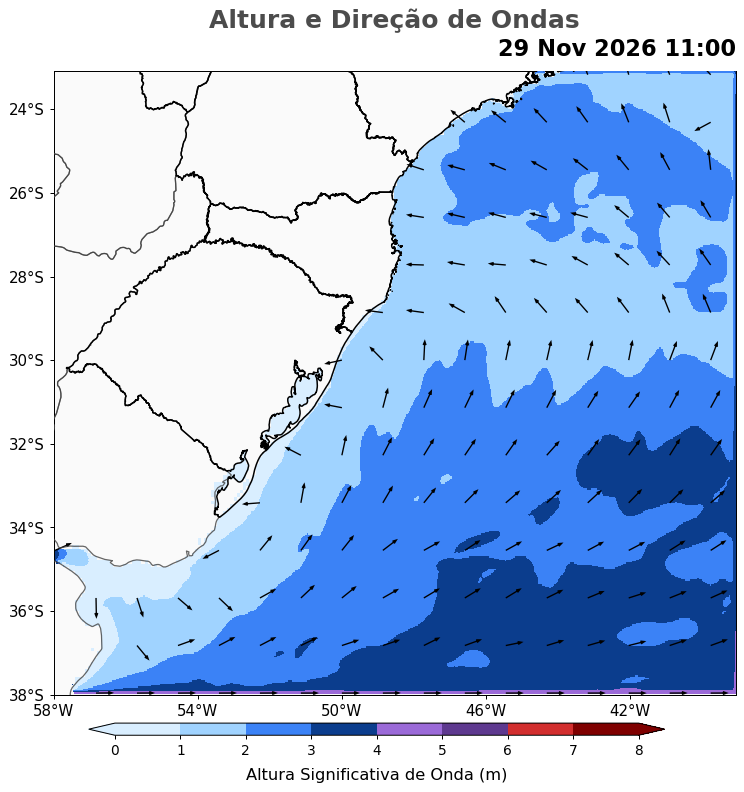 Altura e Direção de Ondas
29 Nov 2026 11:00
24°S
26°S
28°S
30°S
32°S
34°S
36°S
38°S
58°W 54°W 50°W 46°W 42°W
0 1 2 3 4 5 6 7 8
Altura Significativa de Onda (m)